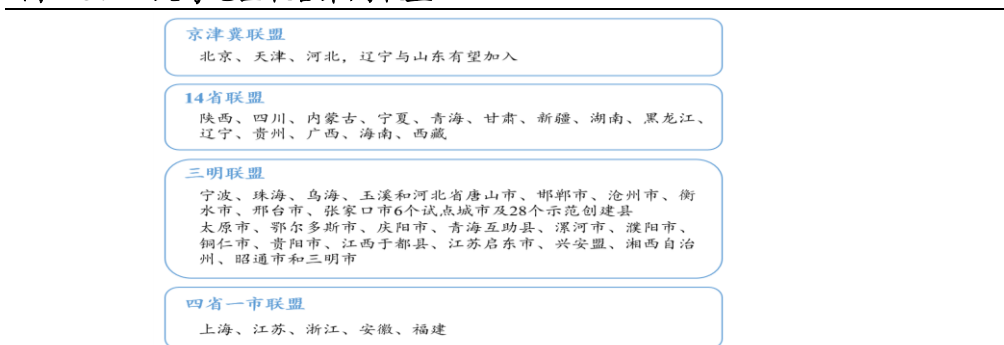 京津冀联盟
北京、天津、河北，辽宁与山东有望加入
14省联盟
陕西、四川、内蒙古、宁夏、青海、甘肃、新疆、湖南、黑龙江、
辽宁、贵州、广西、海南、西藏
三明联盟
宁波、珠海、乌海、玉溪和河北省唐山市、邯郸市、沧州市、衡
水市、邢台市、张家口市6个试点城市及28个示范创建县
太原市、鄂尔多斯市、庆阳市、青海互助县、漯河市、濮阳市、
铜仁市、贵阳市、江西于都县、江苏启东市、兴安盟、湘西自治
州、昭通市和三明市
四省一市联盟
上海、江苏、浙江、安徽、福建